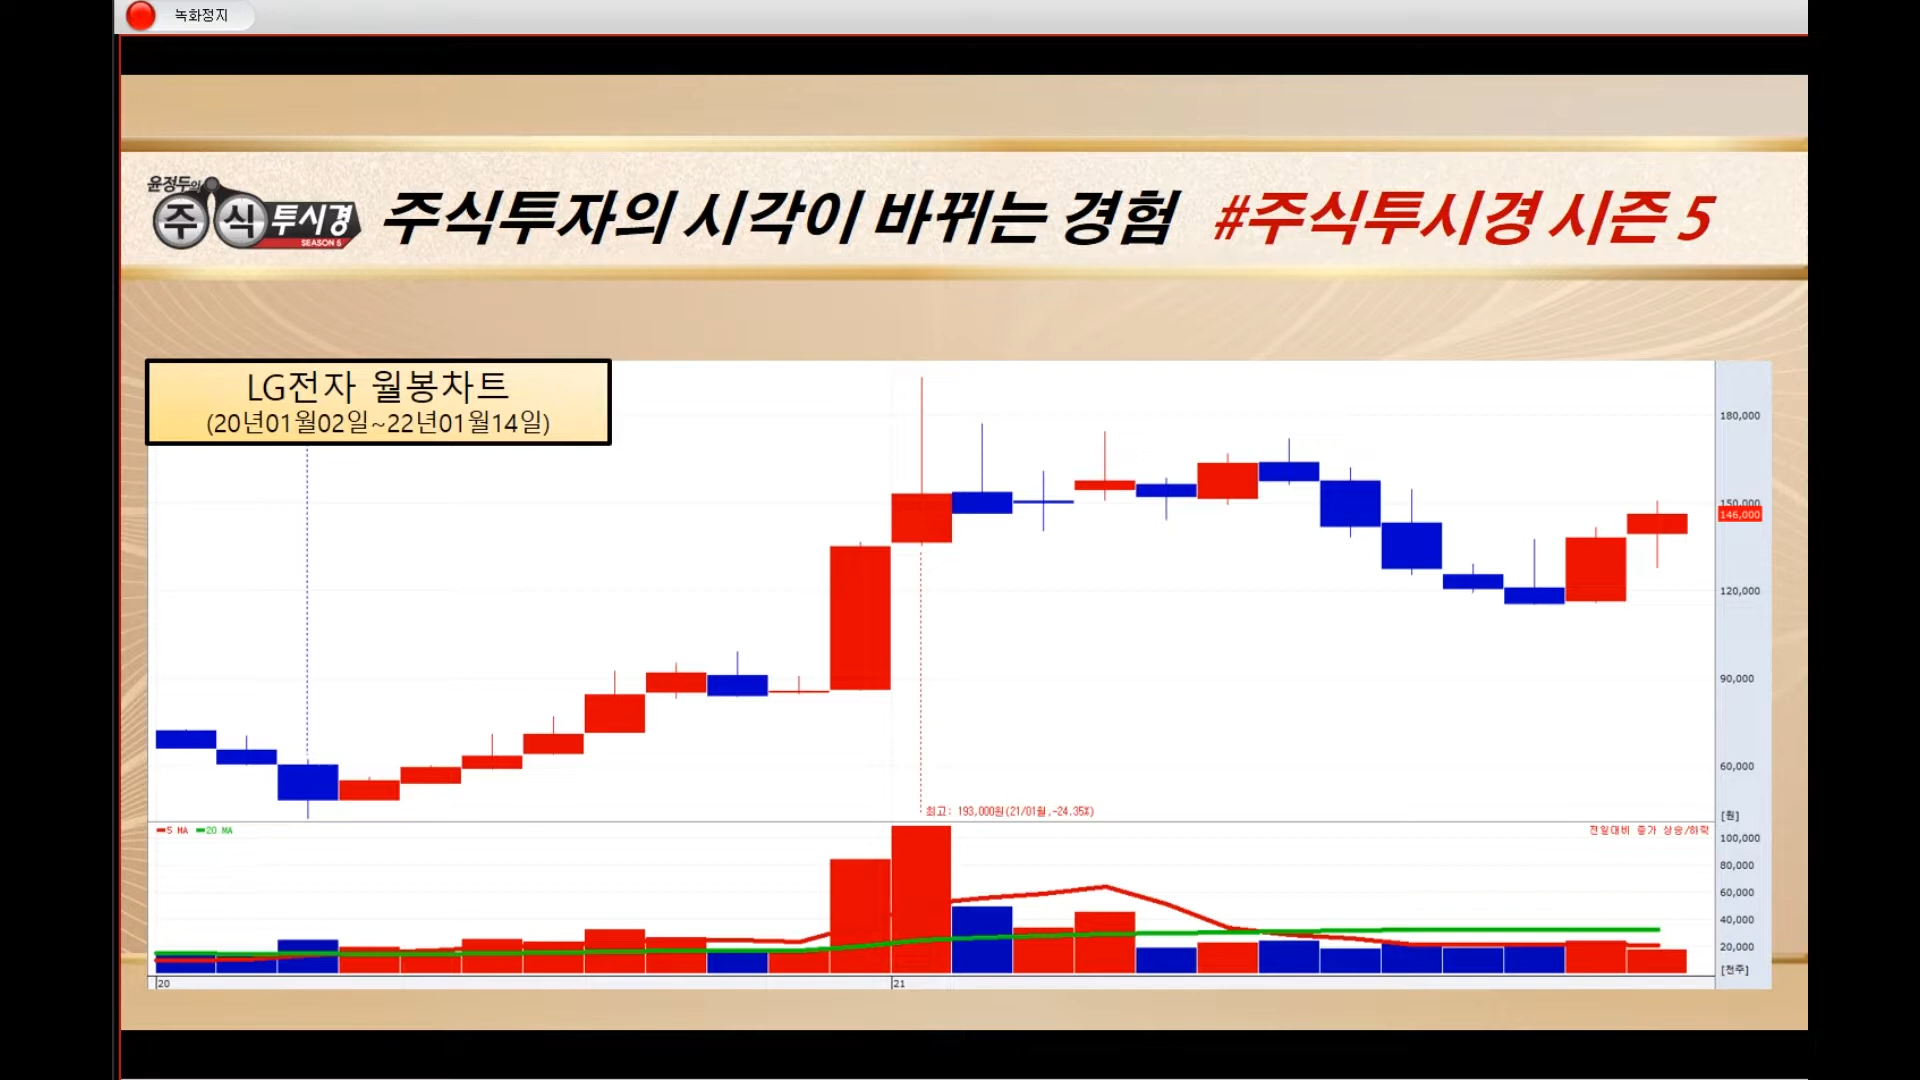 녹화정지
윤정두의
주식투시경
SEASON 5
주식투자의 시각이 바뀌는 경험 #주식투시경 시즌 5
LG전자 월봉차트
(20년01월02일~22년01월14일)
180,000
150,000
146,000
120,000
90,000
60,000
최고: 193,000원(21/01월,-24.35%)
[원]
5 MA 20 MA
전일대비 종가 상승/하락
100,000
80,000
60,000
40,000
20,000
[천주]
20
21